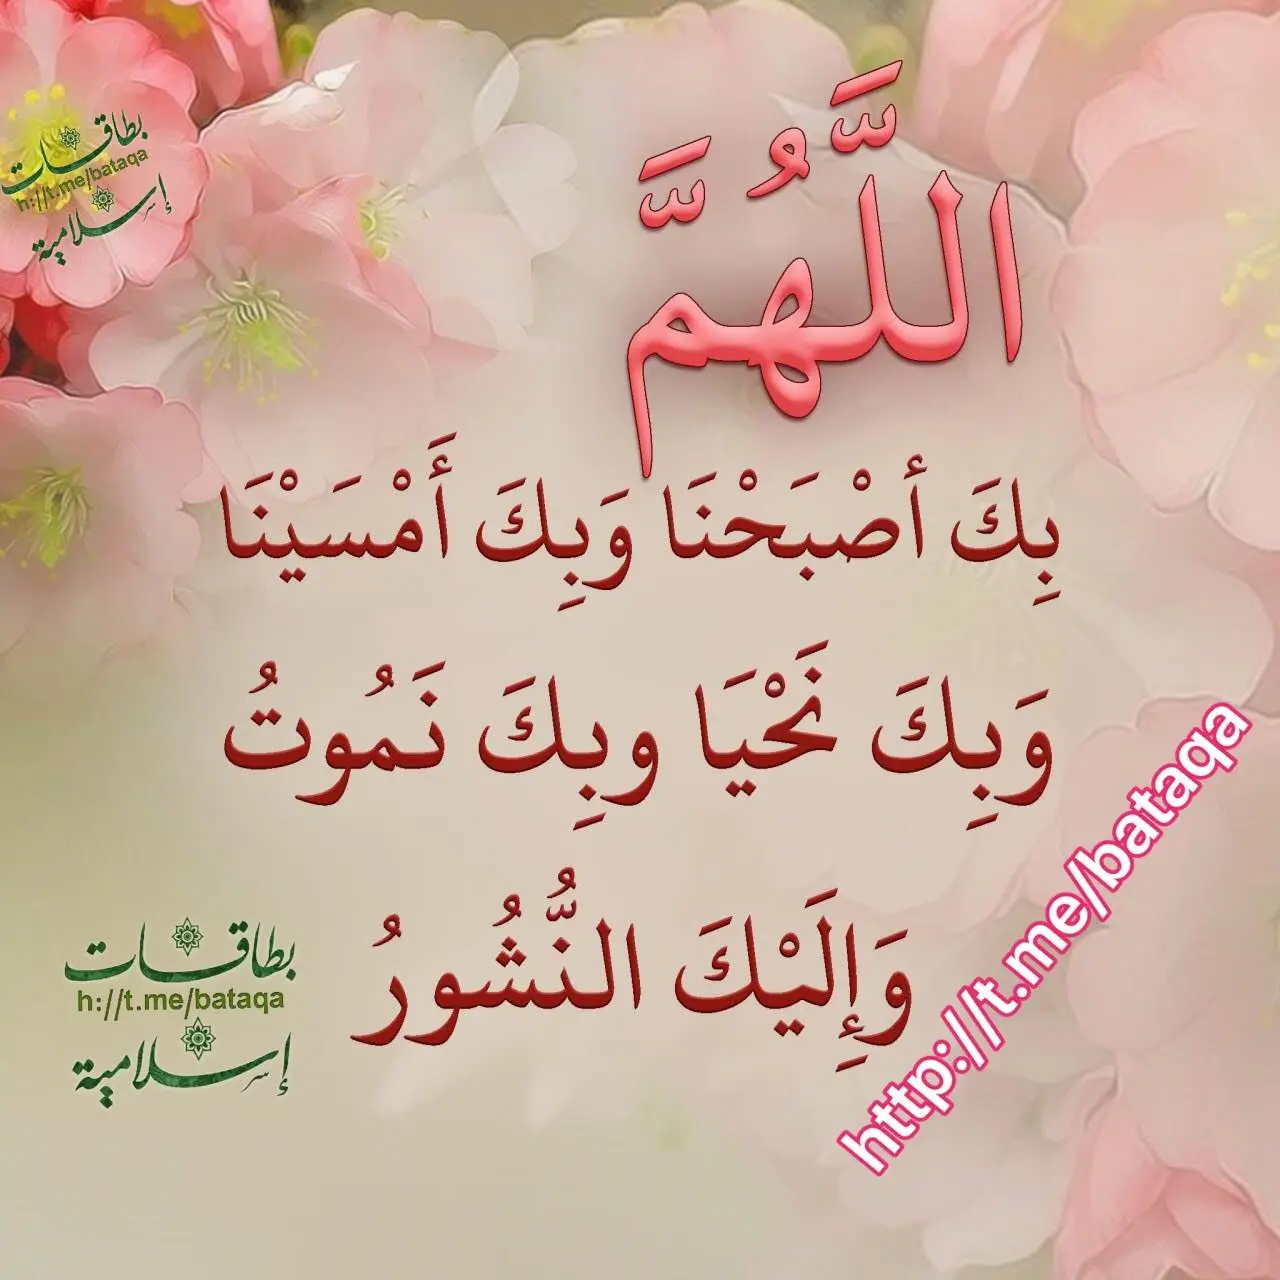 بطاقات
h://t.me/bataqa
إسلامية
اللَّهُمَّ
بِكَ أصْبَحْنَا وَبِكَ أَمْسَيْنَا
وَبِكَ نَحْيَا وبِكَ نَمُوتُ
وَإِلَيْكَ النُّشُورُ
http://t.me/bataqa
بطاقات
h://t.me/bataqa
إسلامية